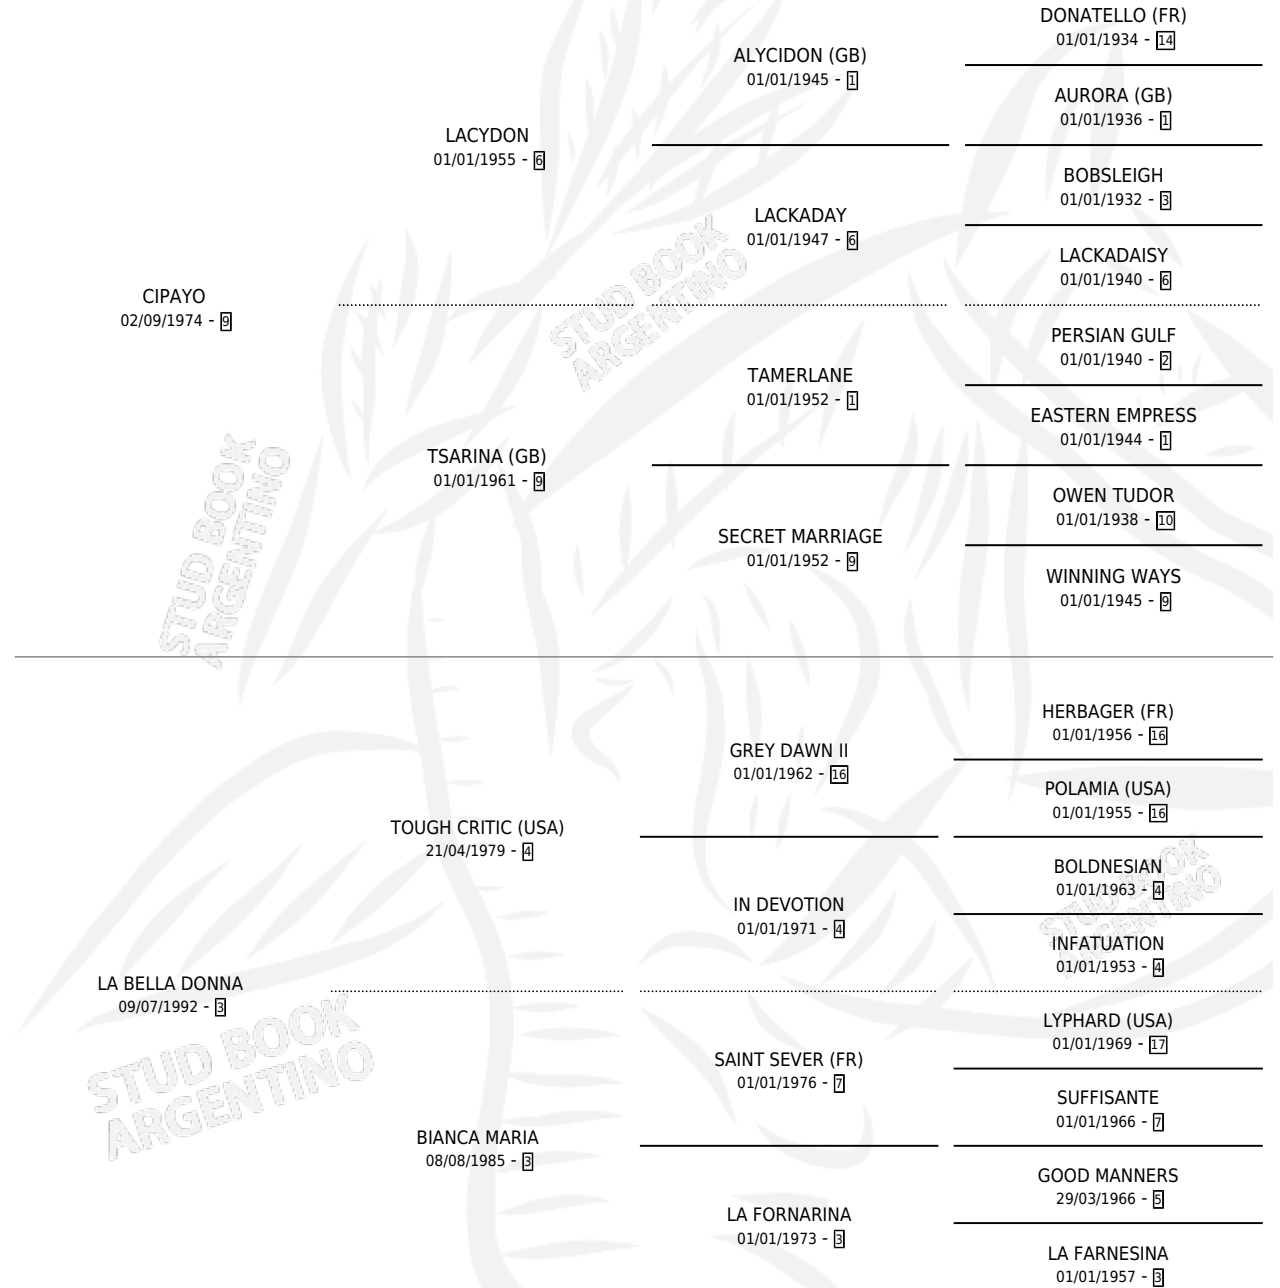 DONATELLO (FR)
01/01/1934 - 14
ALYCIDON (GB)
01/01/1945 - 1
AURORA (GB)
01/01/1936 - 1
LACYDON
01/01/1955 - 6
BOBSLEIGH
01/01/1932 - 3
LACKADAY
01/01/1947 - 6
LACKADAISY
01/01/1940 - 6
CIPAYO
02/09/1974 - 9
PERSIAN GULF
01/01/1940 - 2
TAMERLANE
01/01/1952 - 1
EASTERN EMPRESS
01/01/1944 - 1
TSARINA (GB)
01/01/1961 - 9
OWEN TUDOR
01/01/1938 - 10
SECRET MARRIAGE
01/01/1952 - 9
WINNING WAYS
01/01/1945 - 9
STUD BOOK
ARGENTINO
STUD BOOK
ARGENTINO
HERBAGER (FR)
01/01/1956 - 16
GREY DAWN II
01/01/1962 - 16
POLAMIA (USA)
01/01/1955 - 16
TOUGH CRITIC (USA)
21/04/1979 - 4
BOLDNESIAN
01/01/1963 - 4
IN DEVOTION
01/01/1971 - 4
INFATUATION
01/01/1953 - 4
LA BELLA DONNA
09/07/1992 - 3
LYPHARD (USA)
01/01/1969 - 17
SAINT SEVER (FR)
01/01/1976 - 7
SUFFISANTE
01/01/1966 - 7
BIANCA MARIA
08/08/1985 - 3
GOOD MANNERS
29/03/1966 - 5
LA FORNARINA
01/01/1973 - 3
LA FARNESINA
01/01/1957 - 3
STUD BOOK
ARGENTINO
STUD BOOK
ARGENTINO